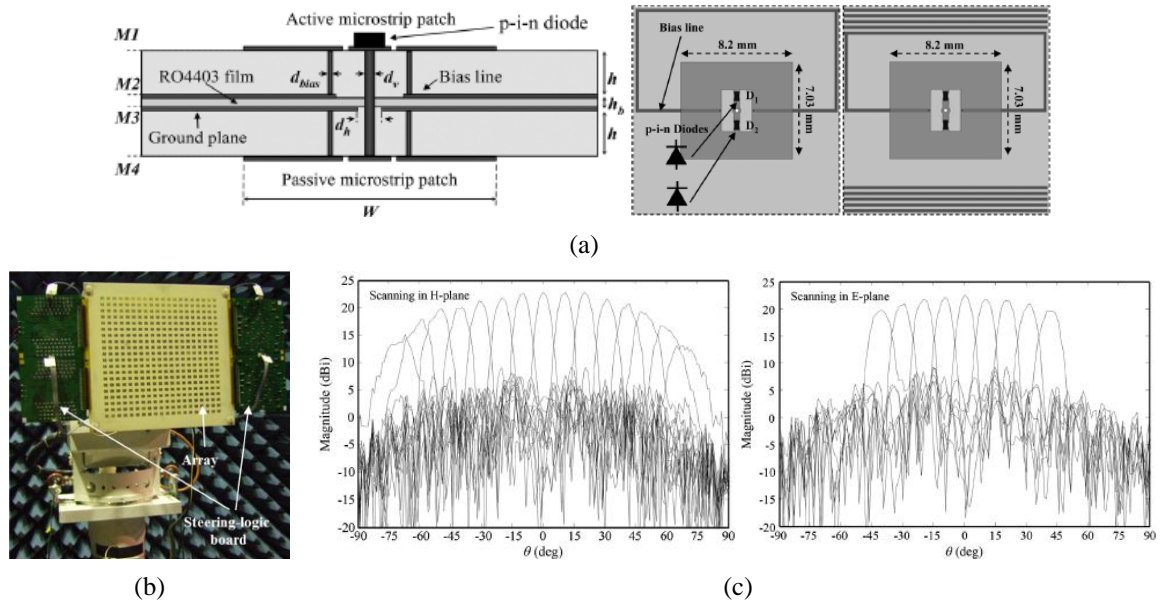 Active microstrip patch
p-i-n diode
M1
M2
M3
M4
RO4403 film
d_bias
d_v
Bias line
h
h_b
h
d_h
Ground plane
Passive microstrip patch
W
Bias line
8.2 mm
7.03 mm
D_1
D_2
p-i-n Diodes
8.2 mm
7.03 mm
(a)
Array
Steering-logic
board
(b)
Scanning in H-plane
Magnitude (dBi)
25
20
15
10
5
0
-5
-10
-15
-20
-90 -75 -60 -45 -30 -15 0 15 30 45 60 75 90
θ (deg)
Scanning in E-plane
Magnitude (dBi)
25
20
15
10
5
0
-5
-10
-15
-20
-90 -75 -60 -45 -30 -15 0 15 30 45 60 75 90
θ (deg)
(c)